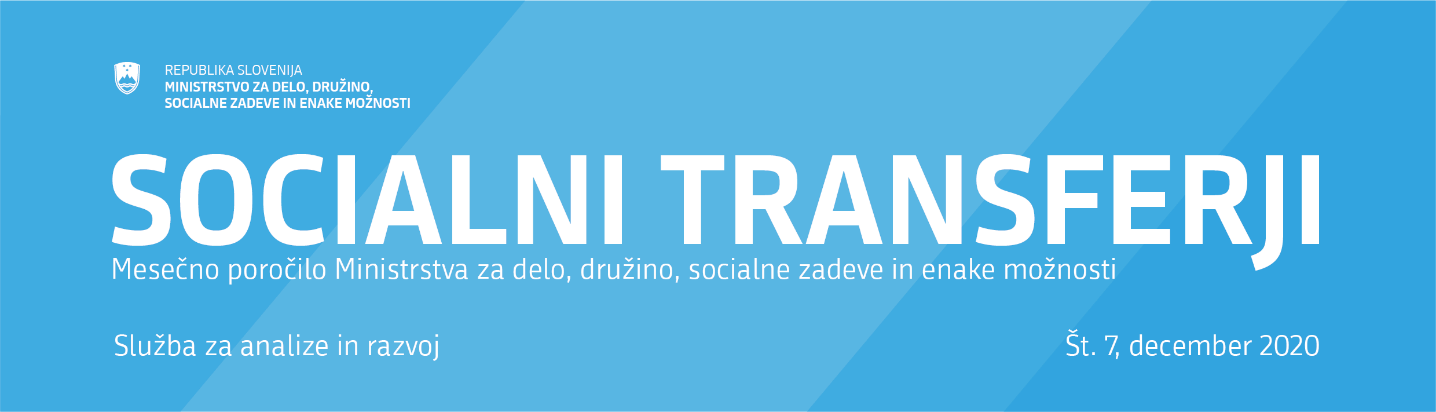 REPUBLIKA SLOVENIJA
MINISTRSTVO ZA DELO, DRUŽINO,
SOCIALNE ZADEVE IN ENAKE MOŽNOSTI
SOCIALNI TRANSFERJI
Mesečno poročilo Ministrstva za delo, družino, socialne zadeve in enake možnosti
Služba za analize in razvoj
Št. 7, december 2020